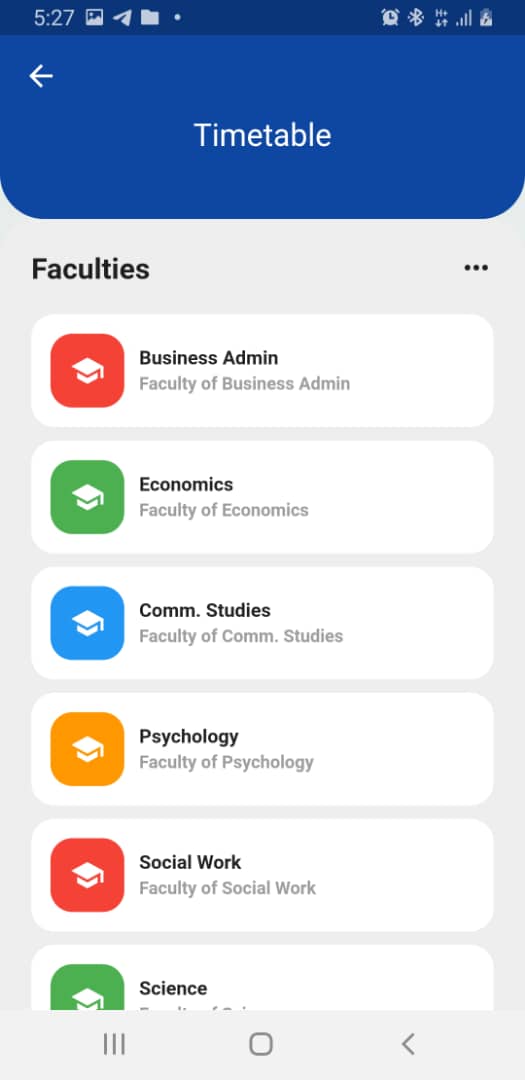 5:27
Timetable
Faculties
Business Admin
Faculty of Business Admin
Economics
Faculty of Economics
Comm. Studies
Faculty of Comm. Studies
Psychology
Faculty of Psychology
Social Work
Faculty of Social Work
Science